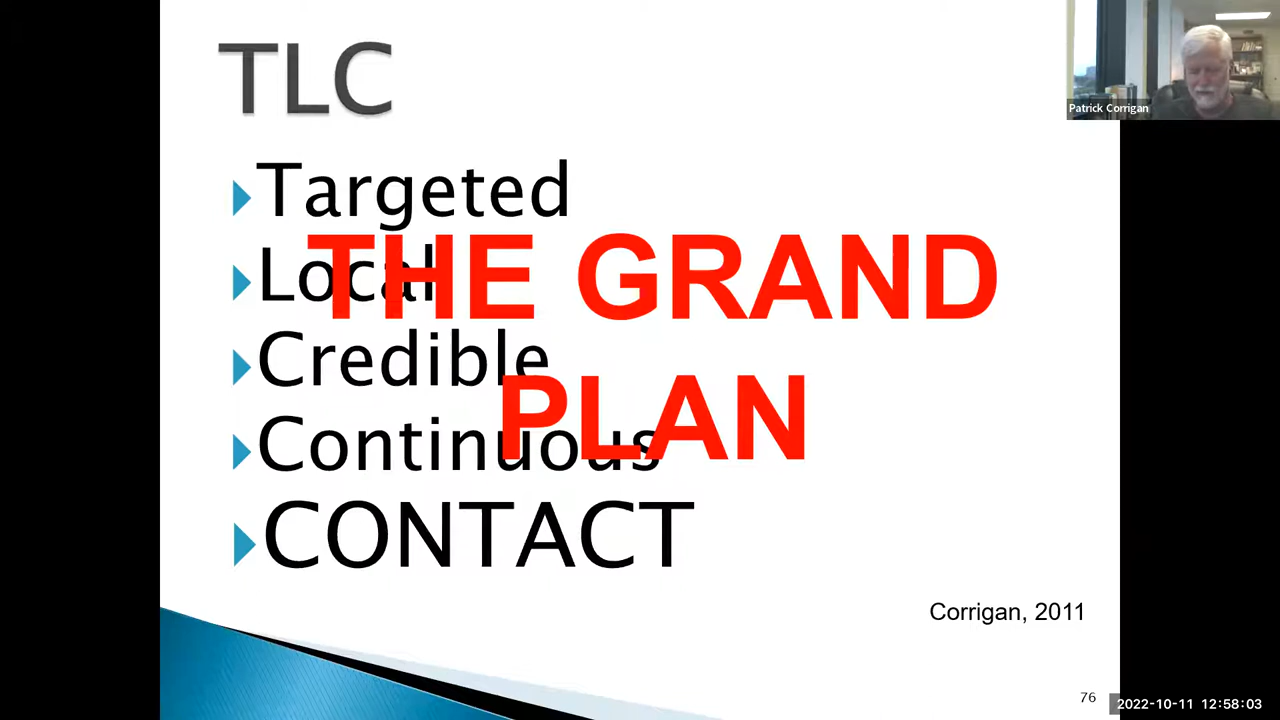 TLC
Patrick Corrigan
Targeted
Local
THE GRAND
Credible
PLAN
Continuous
CONTACT
Corrigan, 2011
76
2022-10-11 12:58:03